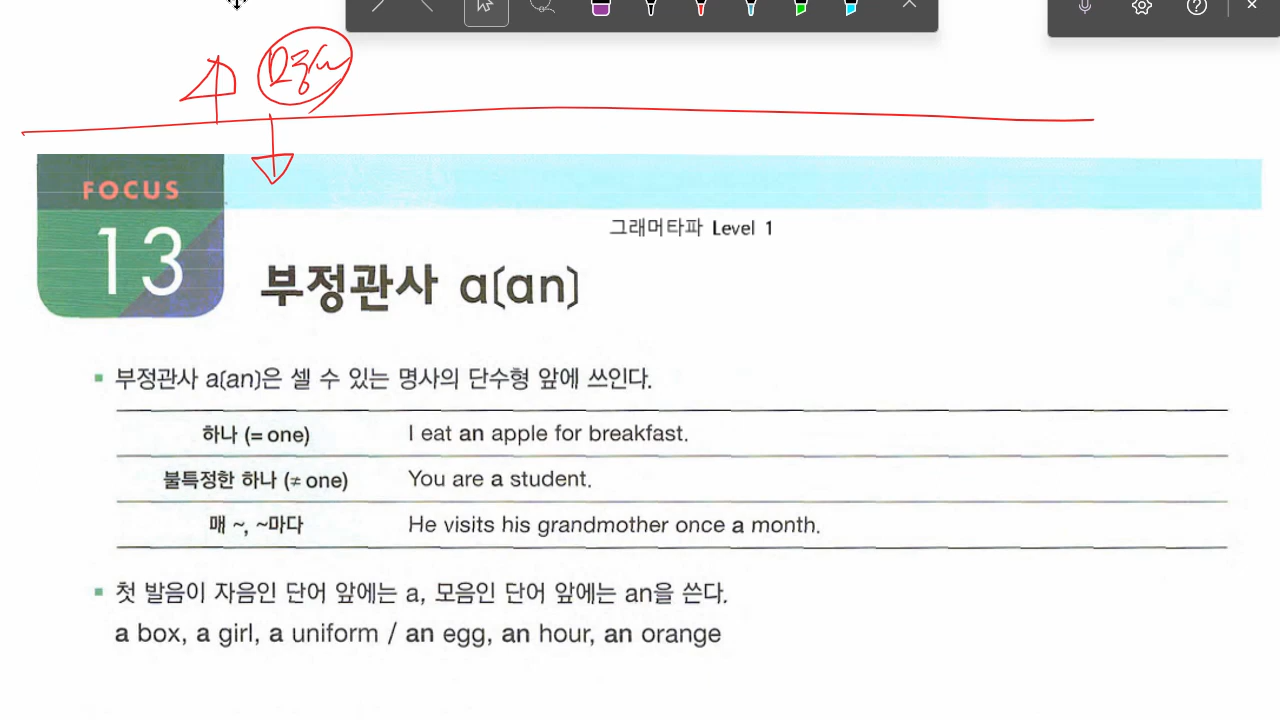 FOCUS
13
그래머타파 Level 1
부정관사 a(an)
부정관사 a(an)은 셀 수 있는 명사의 단수형 앞에 쓰인다.
하나 (= one) I eat an apple for breakfast.
불특정한 하나 (≠ one) You are a student.
매 ~, ~마다 He visits his grandmother once a month.
첫 발음이 자음인 단어 앞에는 a, 모음인 단어 앞에는 an을 쓴다.
a box, a girl, a uniform / an egg, an hour, an orange